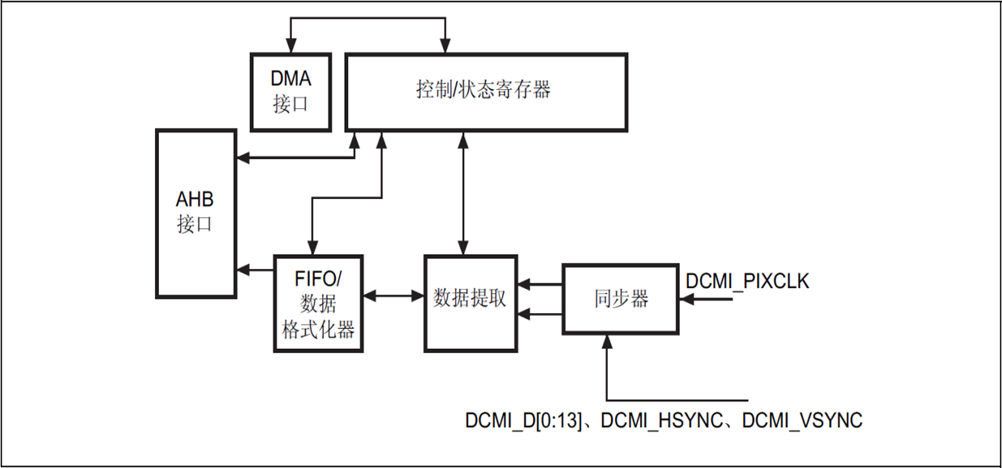 DMA
接口
控制/状态寄存器
AHB
接口
FIFO/
数据
格式化器
数据提取
同步器
DCMI_PIXCLK
DCMI_D[0:13]、DCMI_HSYNC、DCMI_VSYNC